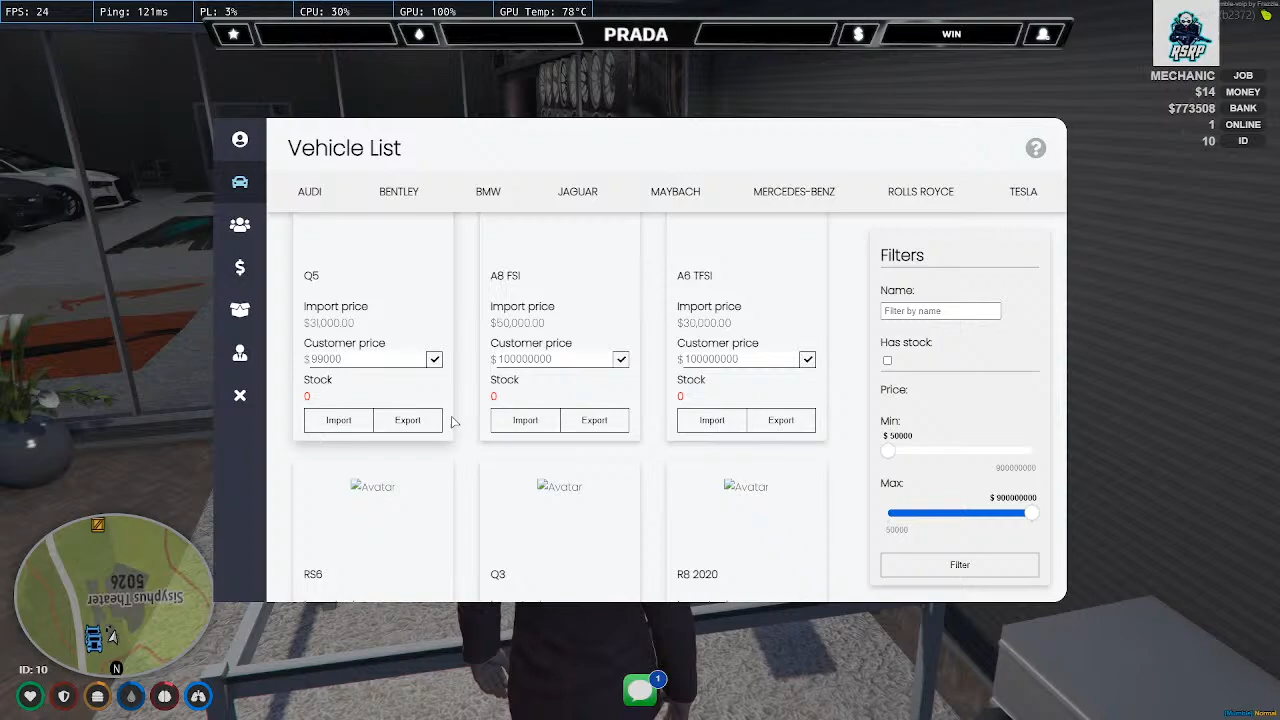 FPS: 24 Ping: 121ms PL: 3% CPU: 30% GPU: 100% GPU Temp: 78°C
PRADA
$
WIN
RSRP
MECHANIC JOB
$14 MONEY
$773508 BANK
1 ONLINE
10 ID
Vehicle List
?
AUDI BENTLEY BMW JAGUAR MAYBACH MERCEDES-BENZ ROLLS ROYCE TESLA
Q5
Import price
$31,000.00
Customer price
$99000
Stock
0
Import Export
A8 FSI
Import price
$50,000.00
Customer price
$100000000
Stock
0
Import Export
A6 TFSI
Import price
$30,000.00
Customer price
$100000000
Stock
0
Import Export
Avatar
RS6
Avatar
Q3
Avatar
R8 2020
Filters
Name:
Filter by name
Has stock:
Price:
Min:
$ 50000
900000000
Max:
$ 900000000
50000
Filter
5026
Sisyphus Theater
N
ID: 10
1